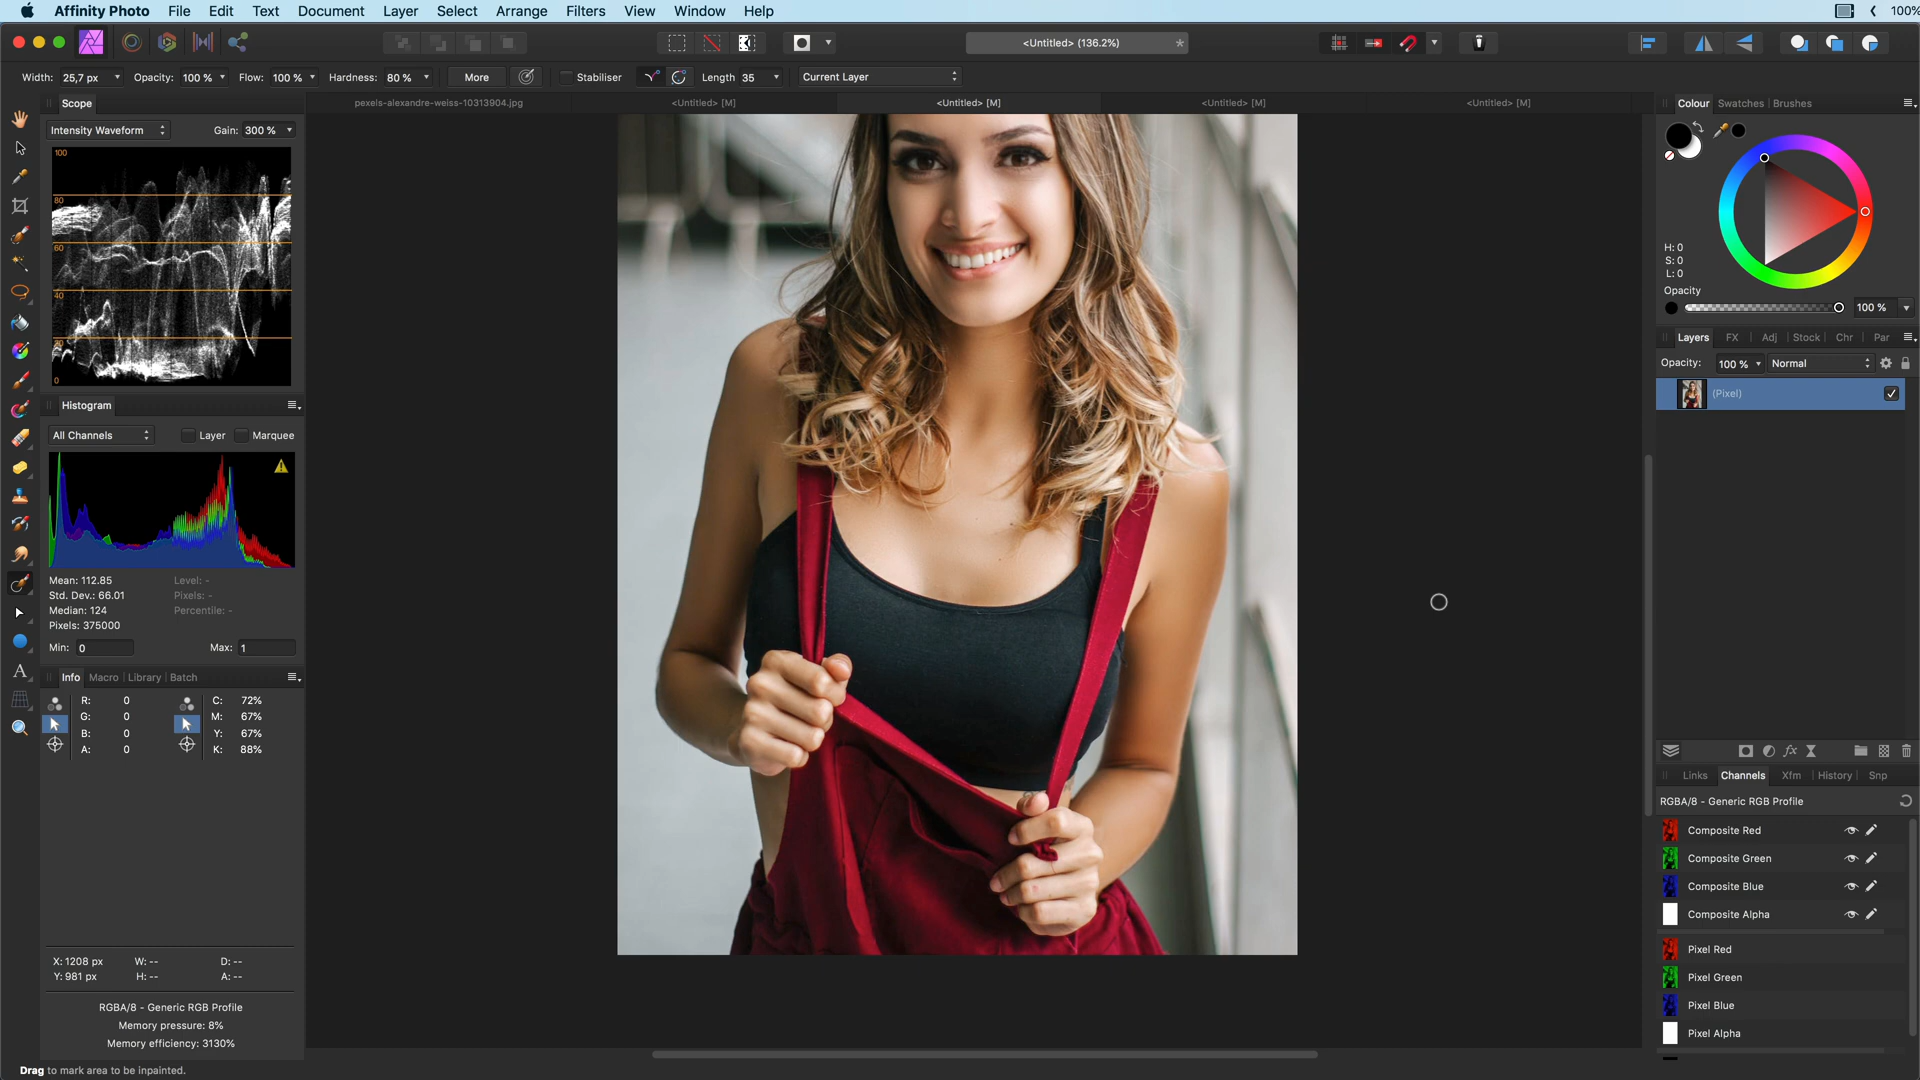 Affinity Photo File Edit Text Document Layer Select Arrange Filters View Window Help 100%
<Untitled> (136.2%)
Width: 25,7 px Opacity: 100 % Flow: 100 % Hardness: 80 % More Stabiliser Length 35 Current Layer
Scope
Intensity Waveform Gain: 300 %
100
80
60
40
20
0
Histogram
All Channels Layer Marquee
Mean: 112.85 Level: -
Std. Dev.: 66.01 Pixels: -
Median: 124 Percentile: -
Pixels: 375000
Min: 0 Max: 1
Info Macro Library Batch
R: 0 C: 72%
G: 0 M: 67%
B: 0 Y: 67%
A: 0 K: 88%
X: 1208 px W: -- D: --
Y: 981 px H: -- A: --
RGBA/8 - Generic RGB Profile
Memory pressure: 8%
Memory efficiency: 3130%
Drag to mark area to be inpainted.
pexels-alexandre-weiss-10313904.jpg <Untitled> [M] <Untitled> [M] <Untitled> [M] <Untitled> [M]
Colour Swatches Brushes
H: 0
S: 0
L: 0
Opacity
100 %
Layers FX Adj Stock Chr Par
Opacity: 100 % Normal
(Pixel)
Links Channels Xfm History Snp
RGBA/8 - Generic RGB Profile
Composite Red
Composite Green
Composite Blue
Composite Alpha
Pixel Red
Pixel Green
Pixel Blue
Pixel Alpha